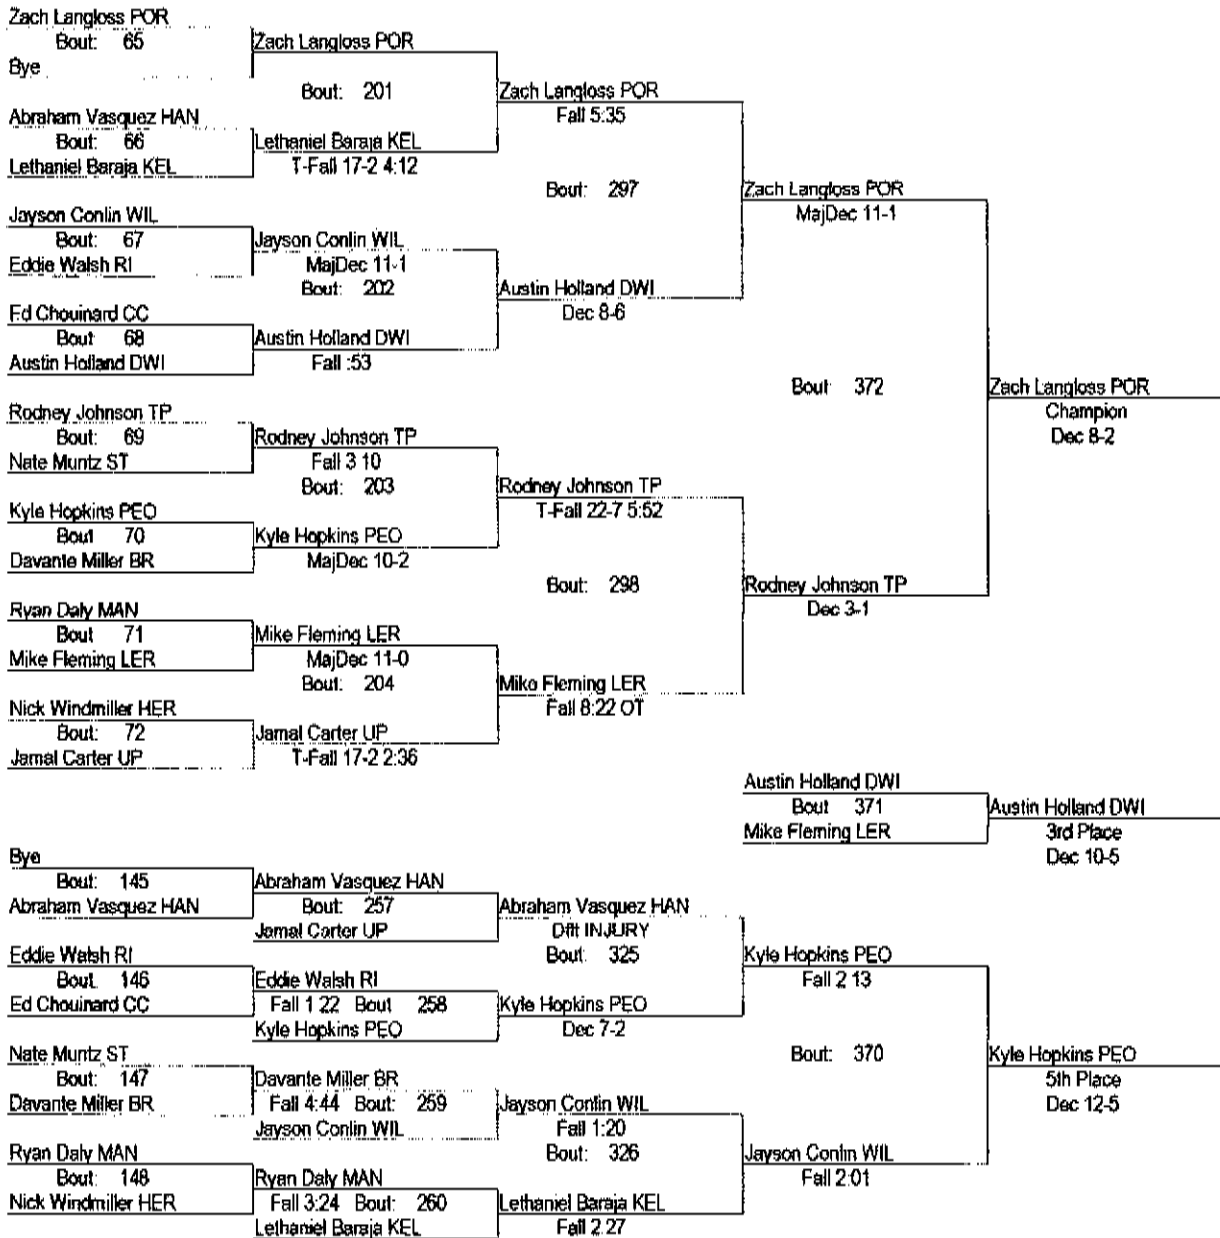 Zach Langloss POR
Bout: 65
Bye
Zach Langloss POR
Bout: 201
Abraham Vasquez HAN
Bout: 66
Lethaniel Baraja KEL
Lethaniel Baraja KEL
T-Fall 17-2 4:12
Zach Langloss POR
Fall 5:35
Bout: 297
Jayson Conlin WIL
Bout: 67
Eddie Walsh RI
Jayson Conlin WIL
MajDec 11-1
Bout: 202
Ed Chouinard CC
Bout 68
Austin Holland DWI
Austin Holland DWI
Fall :53
Austin Holland DWI
Dec 8-6
Zach Langloss POR
MajDec 11-1
Bout 372
Rodney Johnson TP
Bout: 69
Nate Muntz ST
Rodney Johnson TP
Fall 3 10
Bout: 203
Kyle Hopkins PEO
Bout 70
Davante Miller BR
Kyle Hopkins PEO
MajDec 10-2
Rodney Johnson TP
T-Fall 22-7 5:52
Bout: 298
Ryan Daly MAN
Bout 71
Mike Fleming LER
Mike Fleming LER
MajDec 11-0
Bout: 204
Nick Windmiller HER
Bout: 72
Jamal Carter UP
Jamal Carter UP
T-Fall 17-2 2:36
Mike Fleming LER
Fall 8:22 OT
Rodney Johnson TP
Dec 3-1
Zach Langloss POR
Champion
Dec 8-2
Austin Holland DWI
Bout 371
Mike Fleming LER
Austin Holland DWI
3rd Place
Dec 10-5
Bye
Bout: 145
Abraham Vasquez HAN
Abraham Vasquez HAN
Bout: 257
Jamal Carter UP
Abraham Vasquez HAN
Dflt INJURY
Bout: 325
Eddie Walsh RI
Bout 146
Ed Chouinard CC
Eddie Walsh RI
Fall 1 22 Bout 258
Kyle Hopkins PEO
Kyle Hopkins PEO
Dec 7-2
Kyle Hopkins PEO
Fall 2 13
Bout: 370
Nate Muntz ST
Bout: 147
Davante Miller BR
Davante Miller BR
Fall 4:44 Bout: 259
Jayson Conlin WIL
Jayson Conlin WIL
Fall 1:20
Bout: 326
Ryan Daly MAN
Bout: 148
Nick Windmiller HER
Ryan Daly MAN
Fall 3:24 Bout: 260
Lethaniel Baraja KEL
Lethaniel Baraja KEL
Fall 2 27
Jayson Conlin WIL
Fall 2:01
Kyle Hopkins PEO
5th Place
Dec 12-5